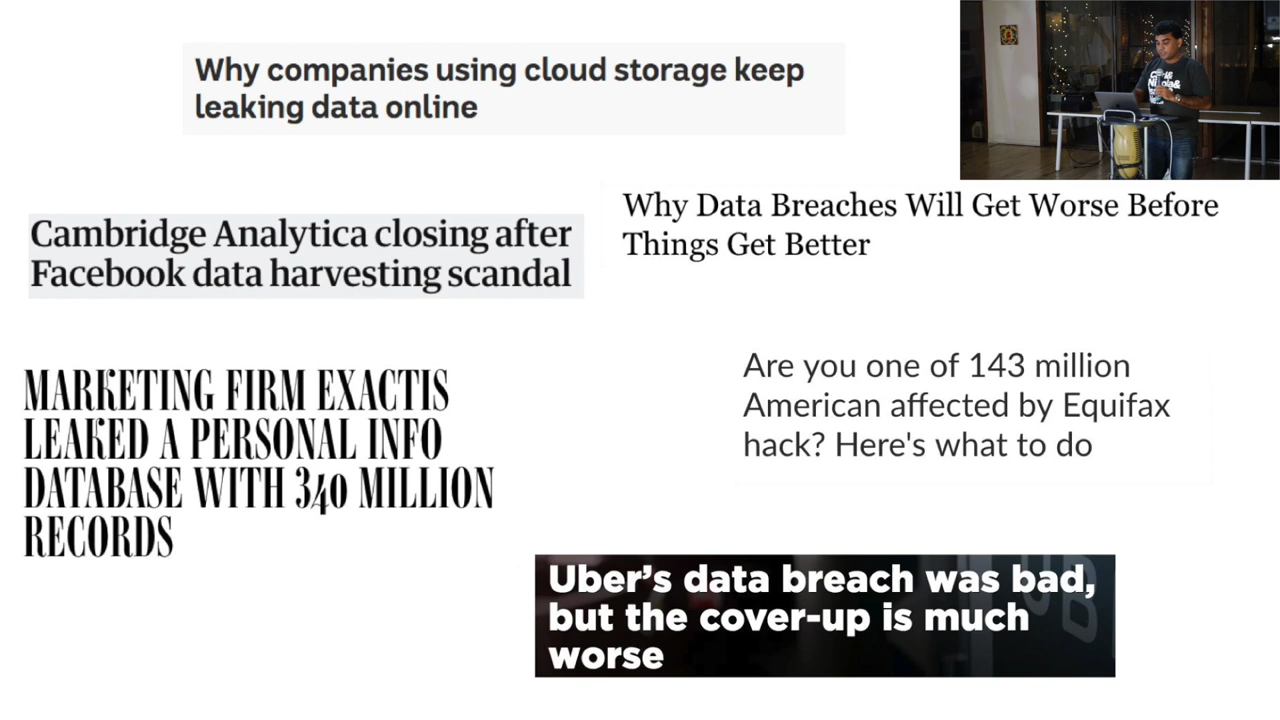 Why companies using cloud storage keep
leaking data online
Cambridge Analytica closing after
Facebook data harvesting scandal
Why Data Breaches Will Get Worse Before
Things Get Better
MARKETING FIRM EXACTIS
LEAKED A PERSONAL INFO
DATABASE WITH 340 MILLION
RECORDS
Are you one of 143 million
American affected by Equifax
hack? Here's what to do
Uber’s data breach was bad,
but the cover-up is much
worse